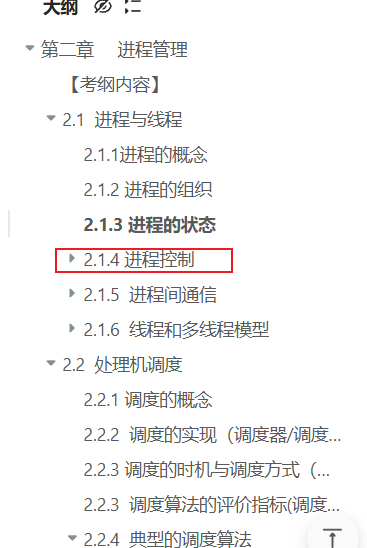 大纲
第二章 进程管理
【考纲内容】
2.1 进程与线程
2.1.1进程的概念
2.1.2 进程的组织
2.1.3 进程的状态
2.1.4 进程控制
2.1.5 进程间通信
2.1.6 线程和多线程模型
2.2 处理机调度
2.2.1 调度的概念
2.2.2 调度的实现（调度器/调度...
2.2.3 调度的时机与调度方式（...
2.2.3 调度算法的评价指标(调度...
2.2.4 典型的调度算法